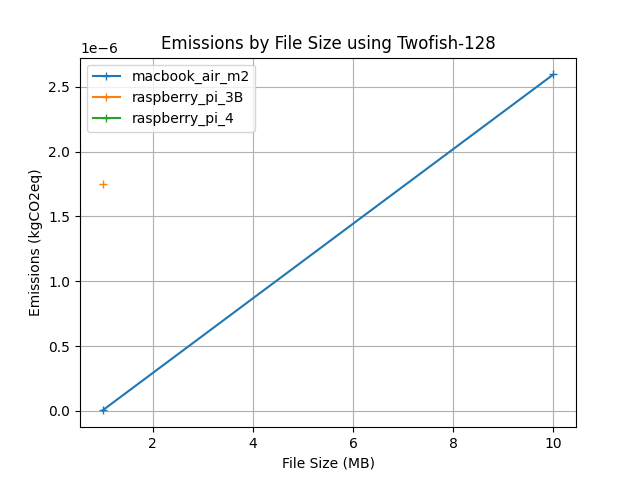 Emissions by File Size using Twofish-128
1e−6
macbook_air_m2
raspberry_pi_3B
raspberry_pi_4
2.5
2.0
1.5
1.0
0.5
0.0
Emissions (kgCO2eq)
2 4 6 8 10
File Size (MB)